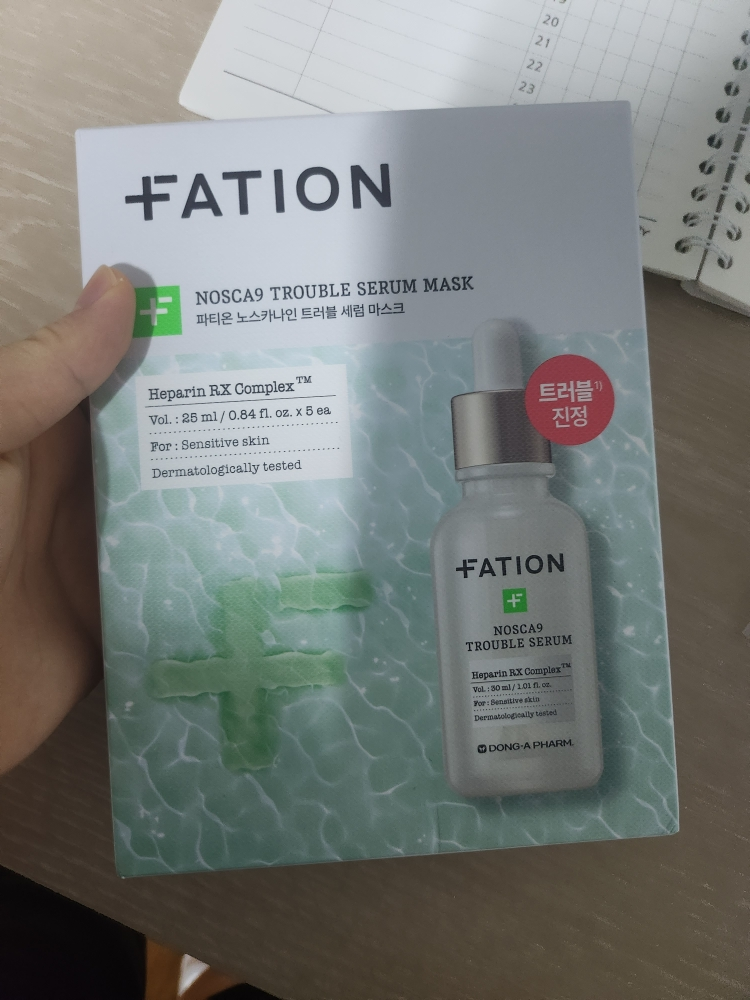 20
21
22
23
FATION
NOSCA9 TROUBLE SERUM MASK
파티온 노스카나인 트러블 세럼 마스크
Heparin RX Complex™
Vol. : 25 ml / 0.84 fl. oz. x 5 ea
For : Sensitive skin
Dermatologically tested
트러블1)
진정
FATION
NOSCA9
TROUBLE SERUM
Heparin RX Complex™
Vol. : 30 ml / 1.01 fl. oz.
For : Sensitive skin
Dermatologically tested
DONG-A PHARM.